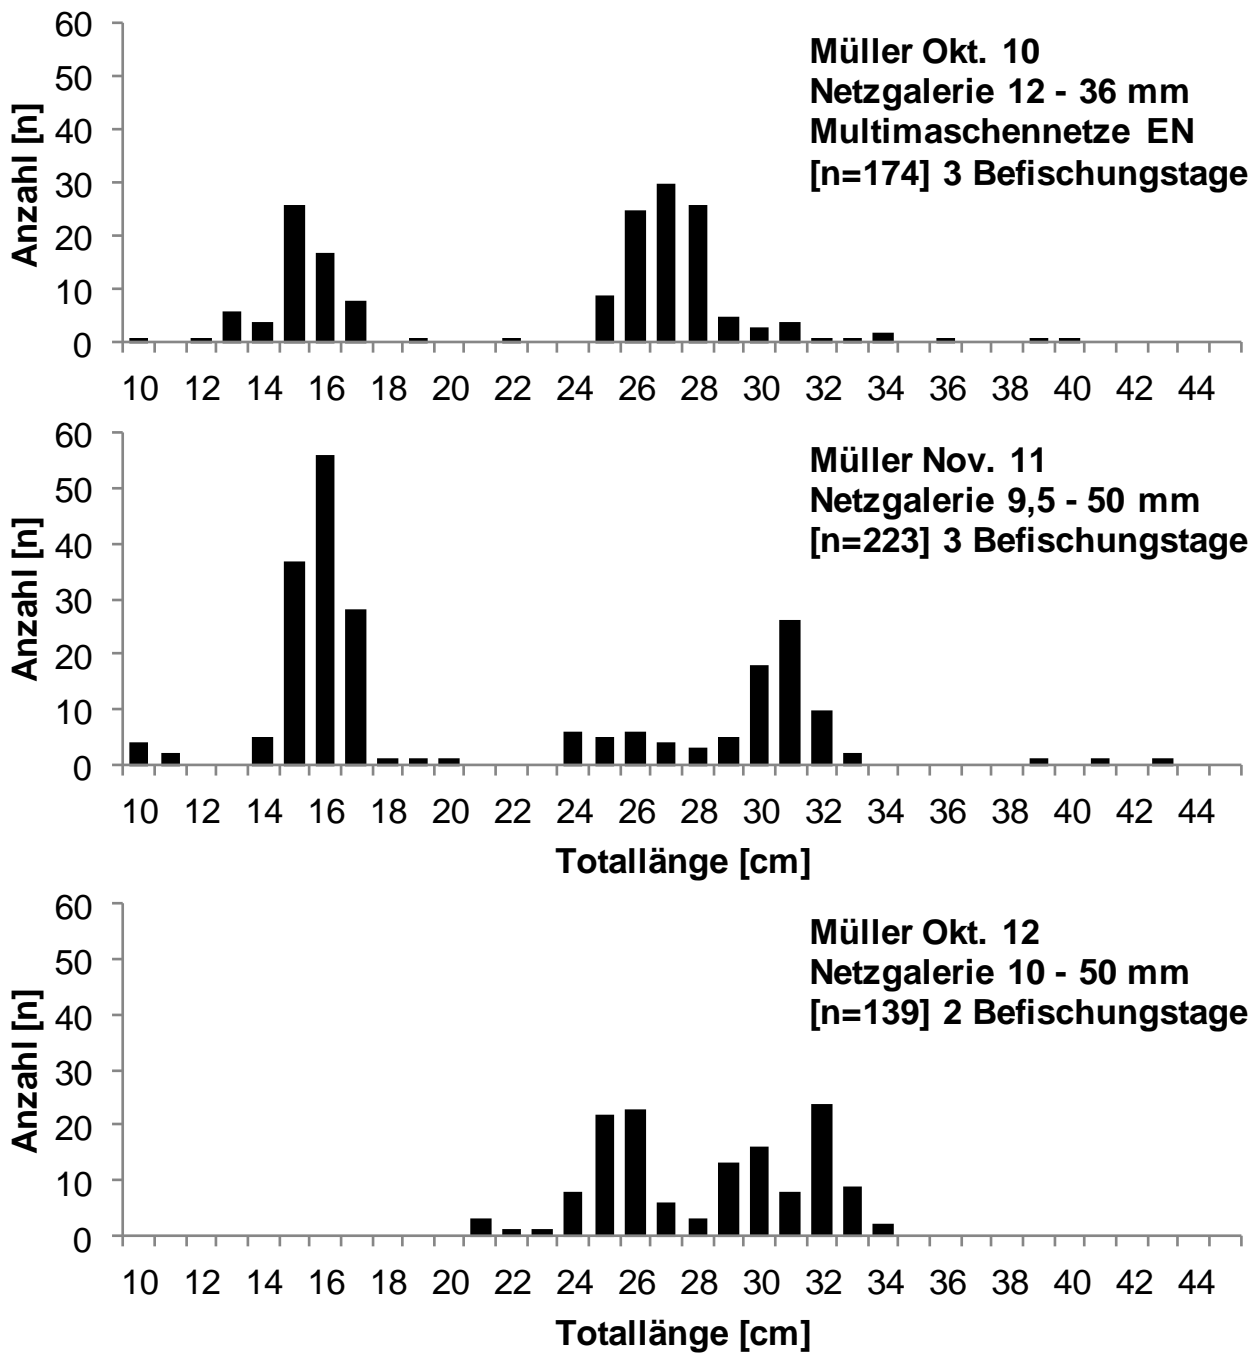 60
50
40
30
20
10
0
Anzahl [n]
Müller Okt. 10
Netzgalerie 12 - 36 mm
Multimaschennetze EN
[n=174] 3 Befischungstage
10 12 14 16 18 20 22 24 26 28 30 32 34 36 38 40 42 44
60
50
40
30
20
10
0
Anzahl [n]
Müller Nov. 11
Netzgalerie 9,5 - 50 mm
[n=223] 3 Befischungstage
10 12 14 16 18 20 22 24 26 28 30 32 34 36 38 40 42 44
Totallänge [cm]
60
50
40
30
20
10
0
Anzahl [n]
Müller Okt. 12
Netzgalerie 10 - 50 mm
[n=139] 2 Befischungstage
10 12 14 16 18 20 22 24 26 28 30 32 34 36 38 40 42 44
Totallänge [cm]